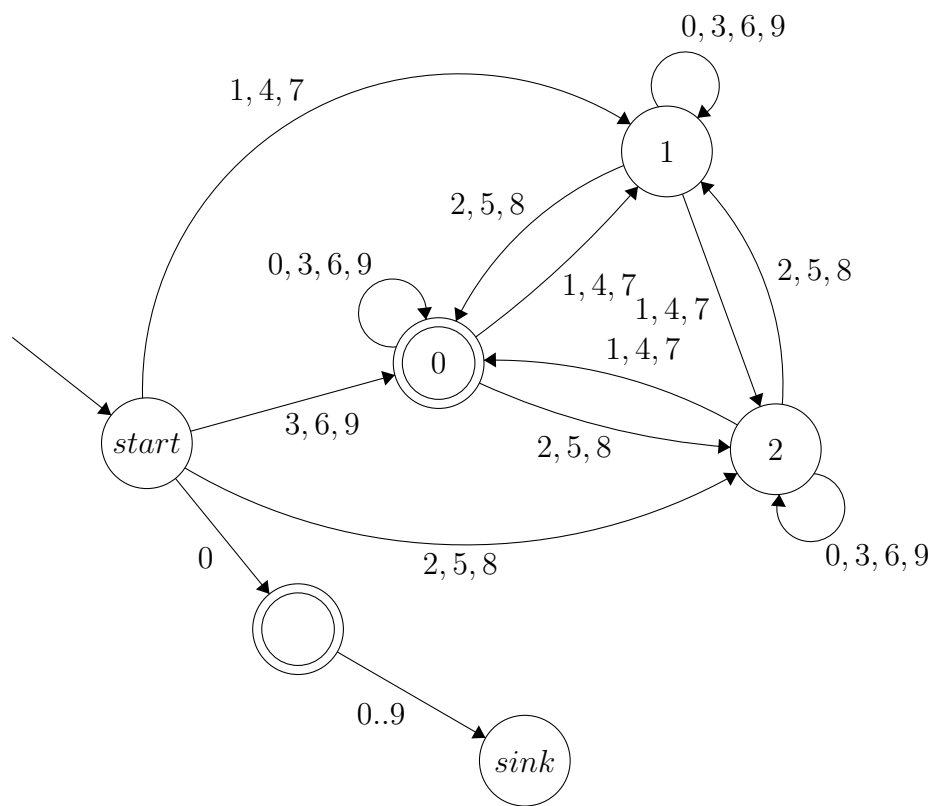 0, 3, 6, 9
1, 4, 7
1
2, 5, 8
0, 3, 6, 9
2, 5, 8
1, 4, 7
1, 4, 7
1, 4, 7
0
3, 6, 9
start
2, 5, 8
2
0
2, 5, 8
0, 3, 6, 9
0..9
sink